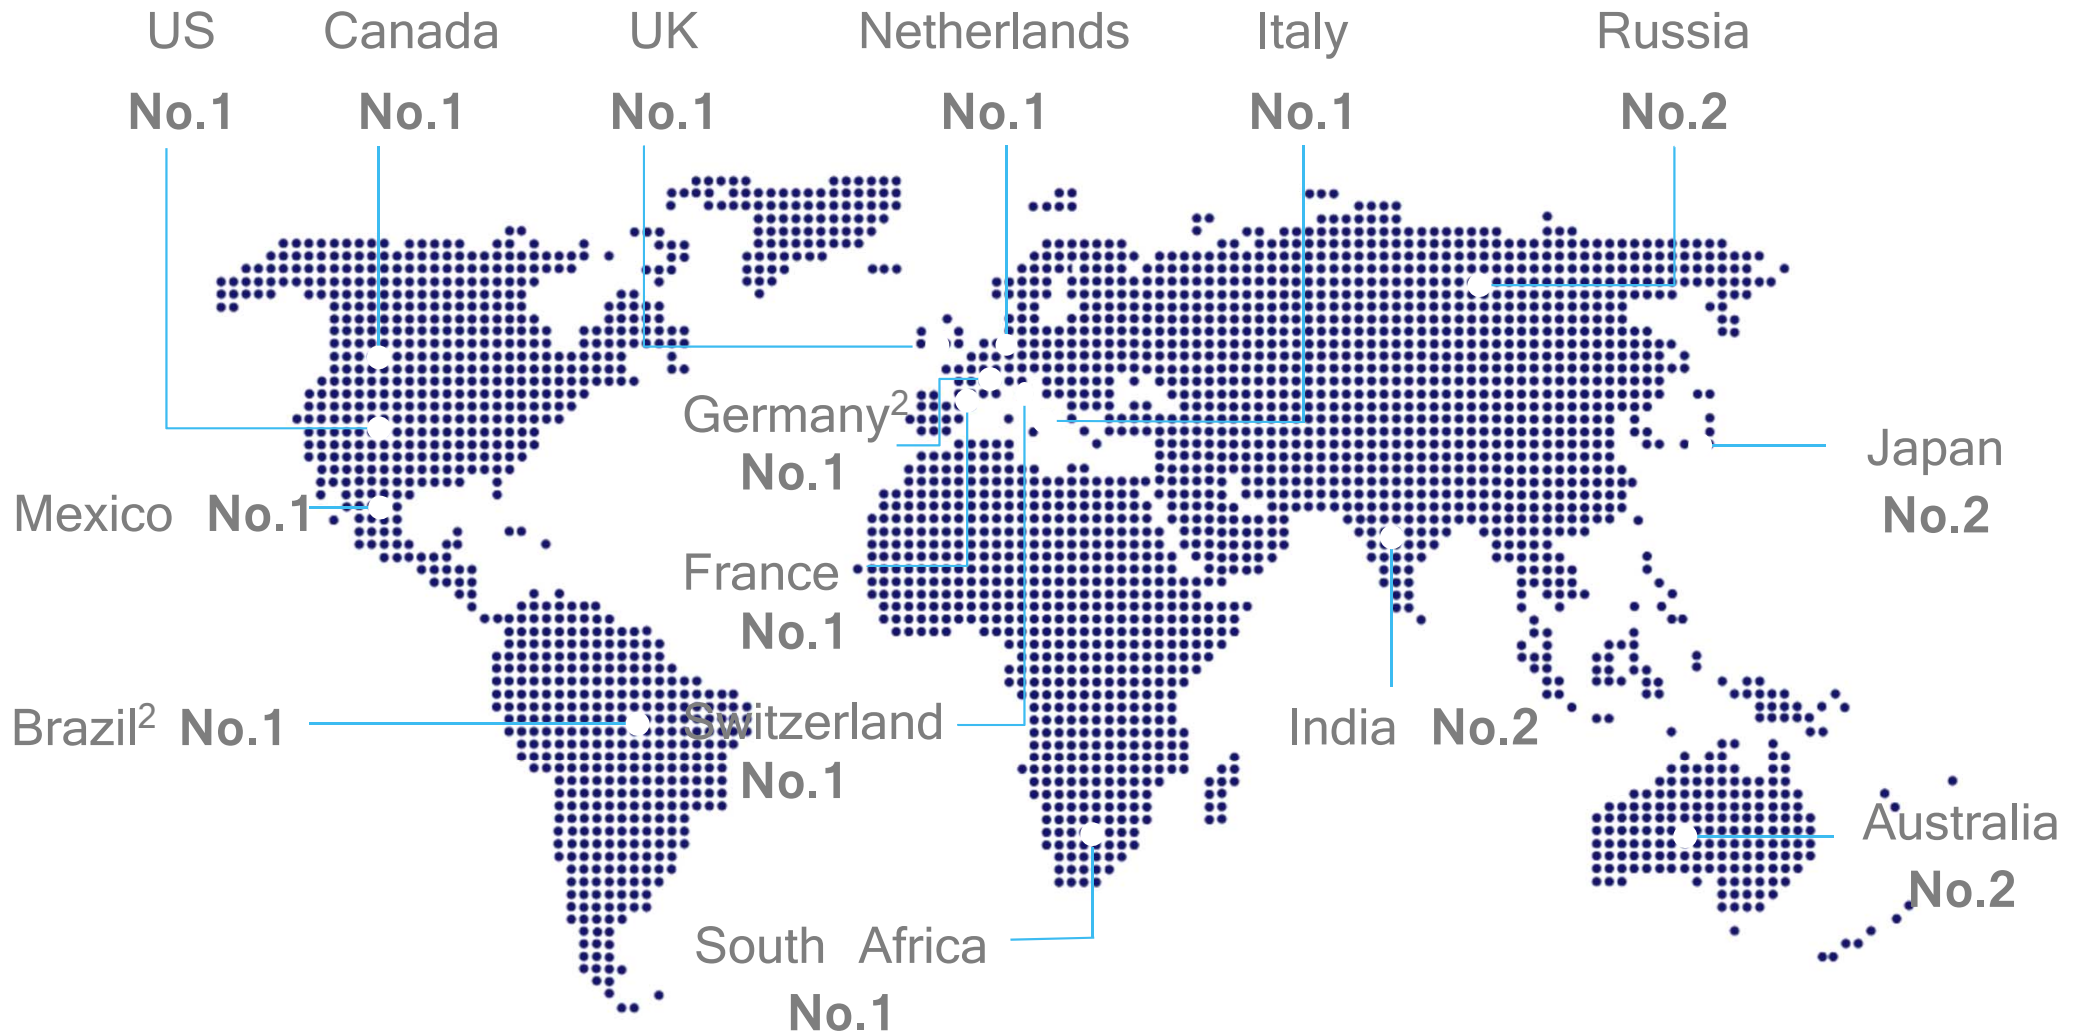 US Canada UK Netherlands Italy Russia
No.1 No.1 No.1 No.1 No.1 No.2
Germany²
No.1
Japan
No.2
Mexico No.1
France
No.1
Brazil² No.1
Switzerland
No.1
India No.2
Australia
No.2
South Africa
No.1